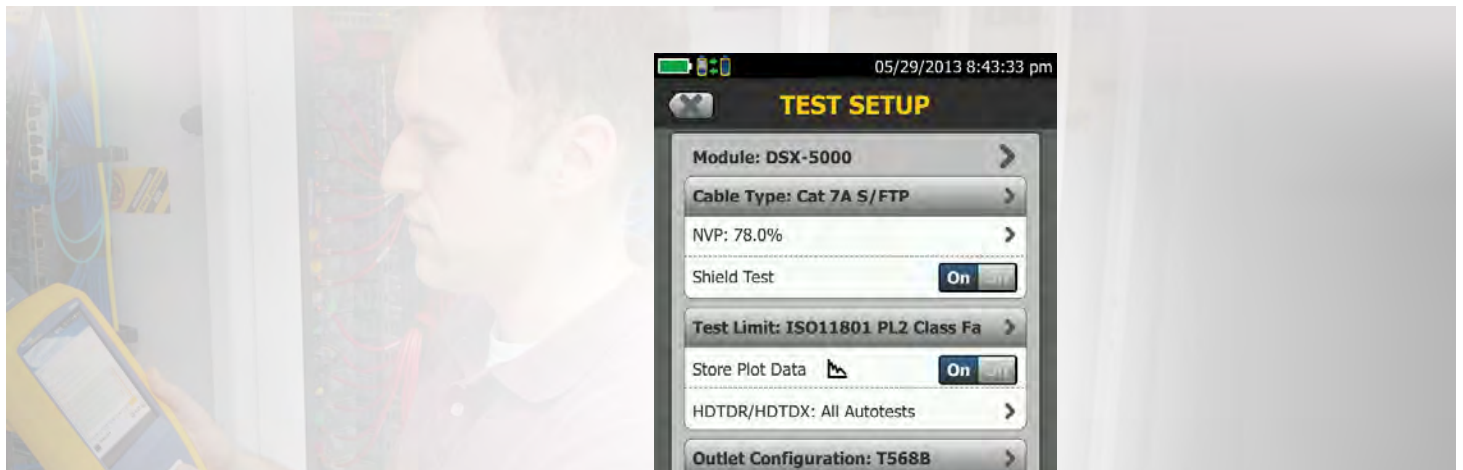 05/29/2013 8:43:33 pm
TEST SETUP
Module: DSX-5000
Cable Type: Cat 7A S/FTP
NVP: 78.0%
Shield Test
On
Test Limit: ISO11801 PL2 Class Fa
Store Plot Data
On
HDTDR/HDTDX: All Autotests
Outlet Configuration: T568B